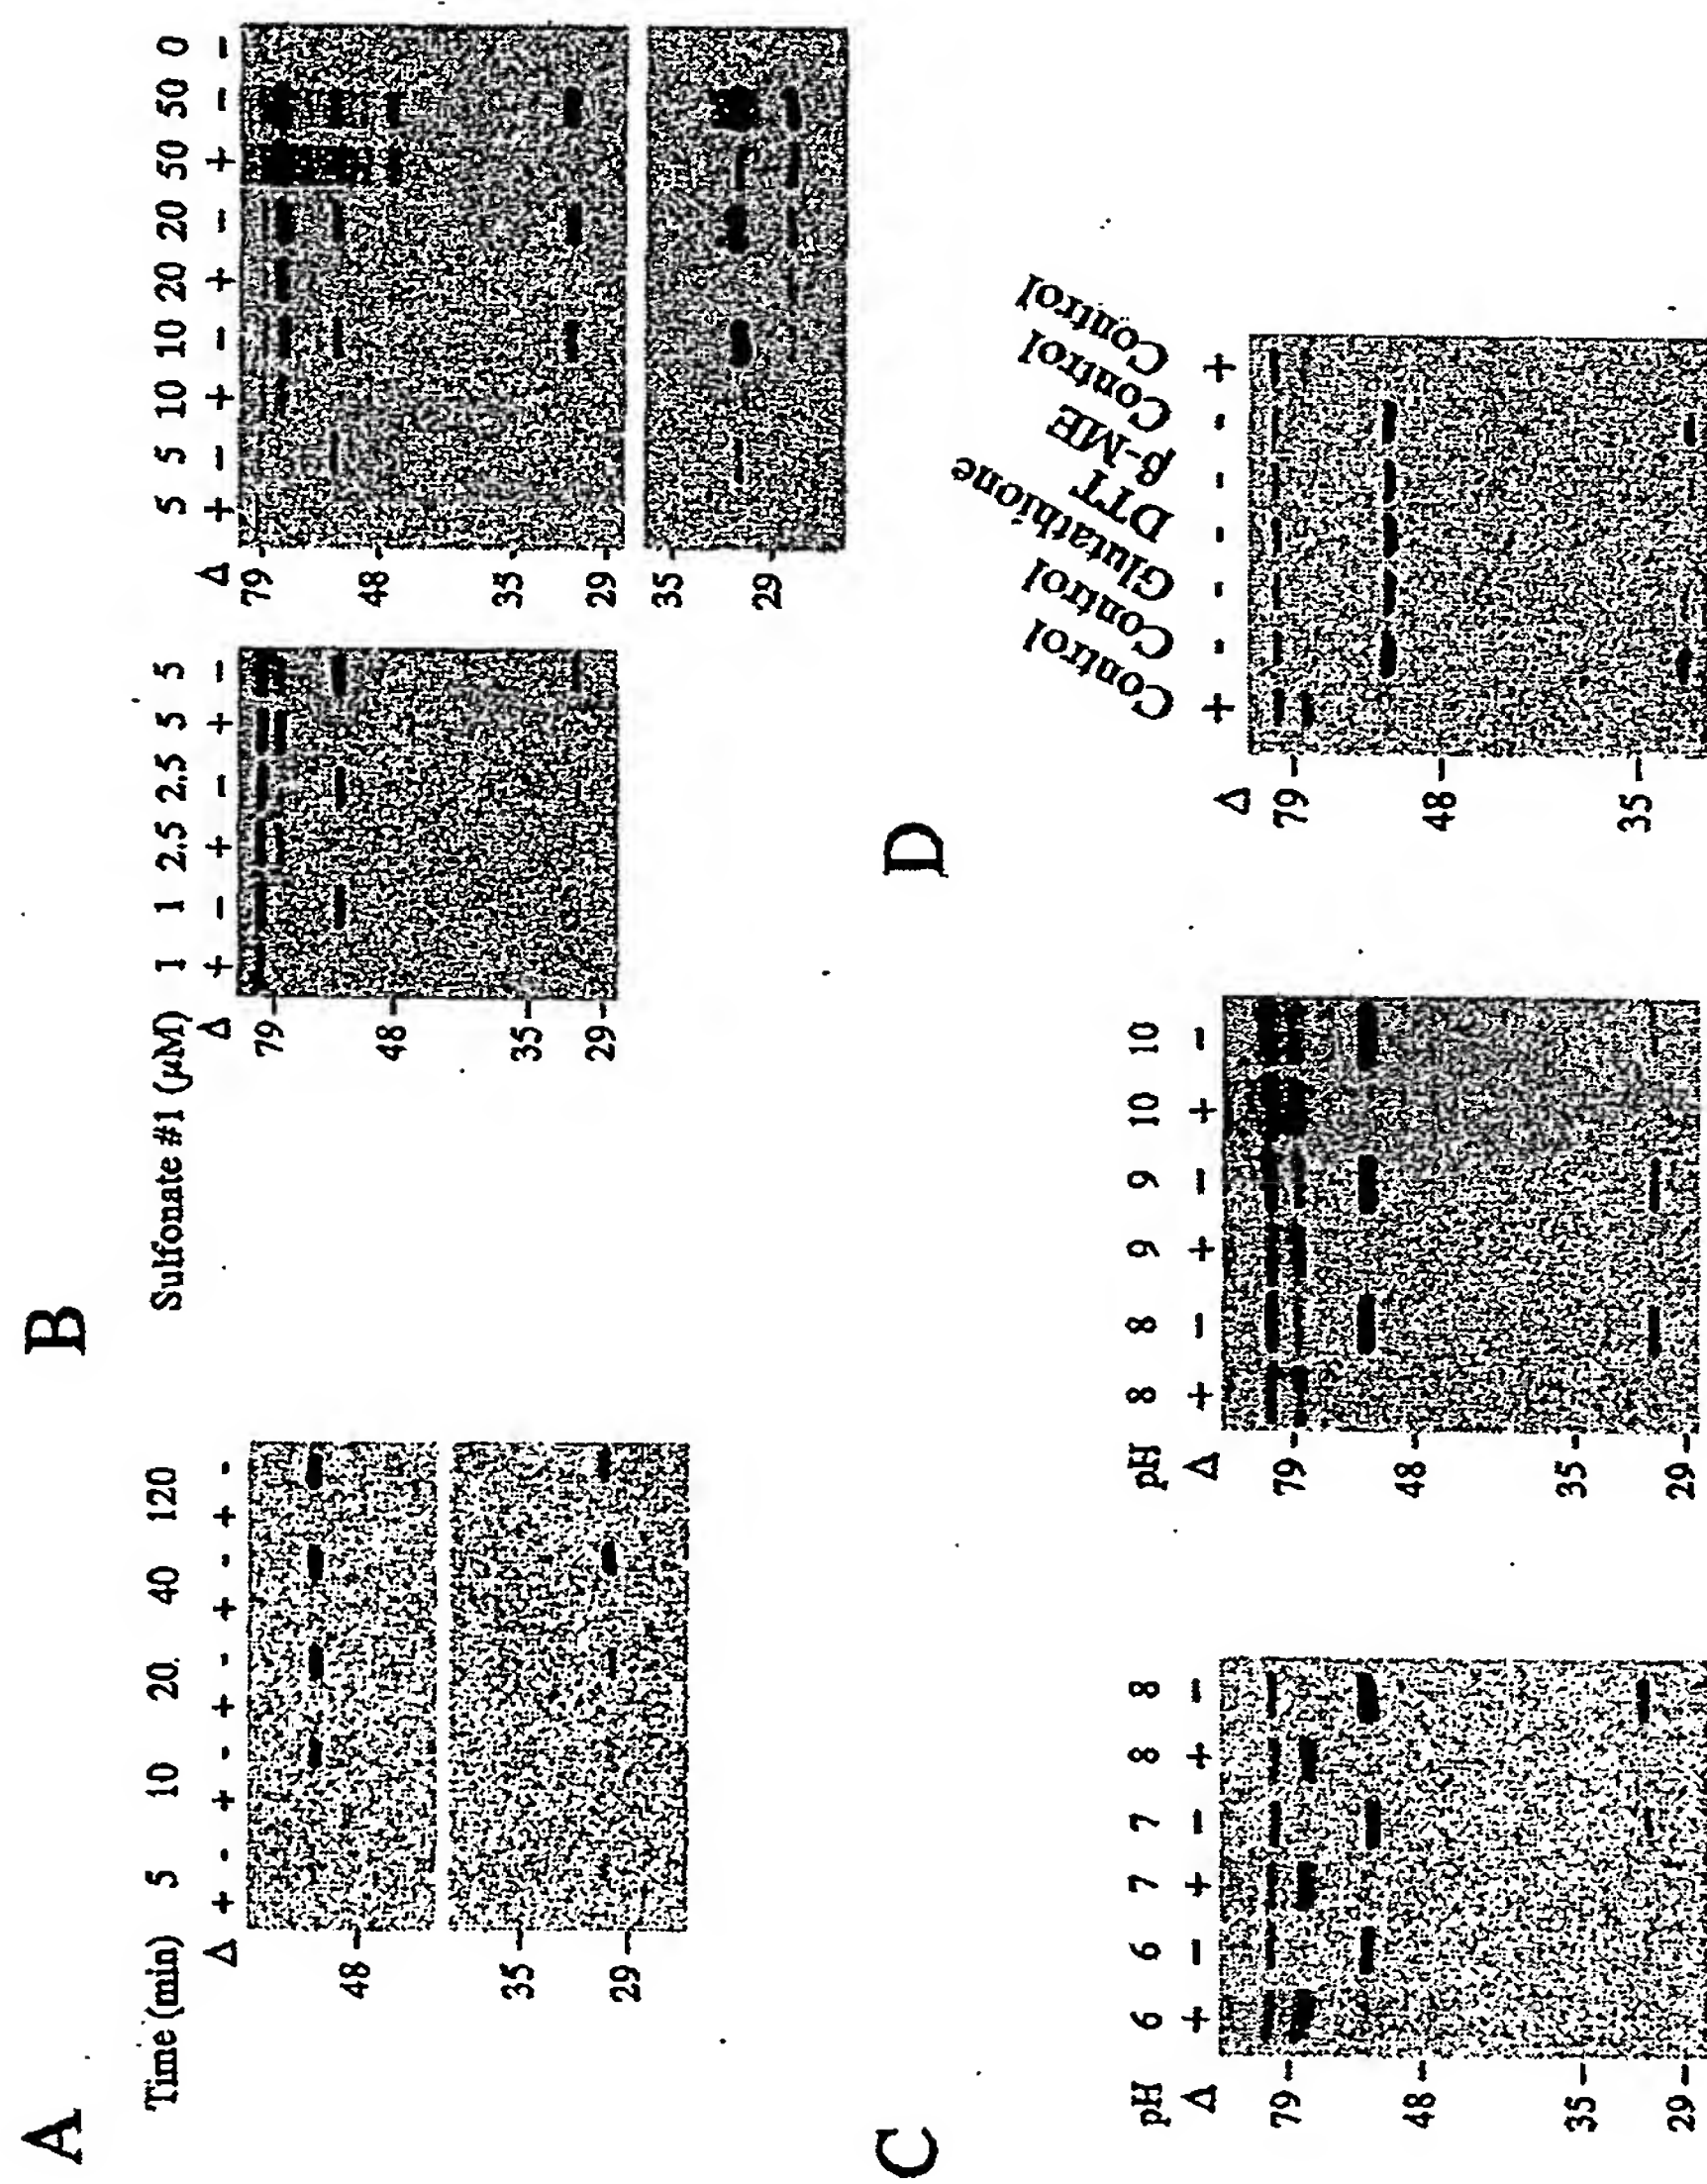 A
Time (min) 5 10 20 40 120
Δ + - + - + - + - + -
48-
35-
29-
B
Sulfonate #1 (μM) 1 1 2.5 2.5 5 5
Δ + - + - + -
79-
48-
35-
29-
5 5 10 10 20 20 50 50 0
Δ + - + - + - + - -
79-
48-
35-
29-
35-
29-
C
pH 6 6 7 7 8 8
Δ + - + - + -
79-
48-
35-
29-
pH 8 8 9 9 10 10
Δ + - + - + -
79-
48-
35-
29-
D
Control Control Glutathione DTT β-ME Control Control
Δ + - - - - - +
79-
48-
35-